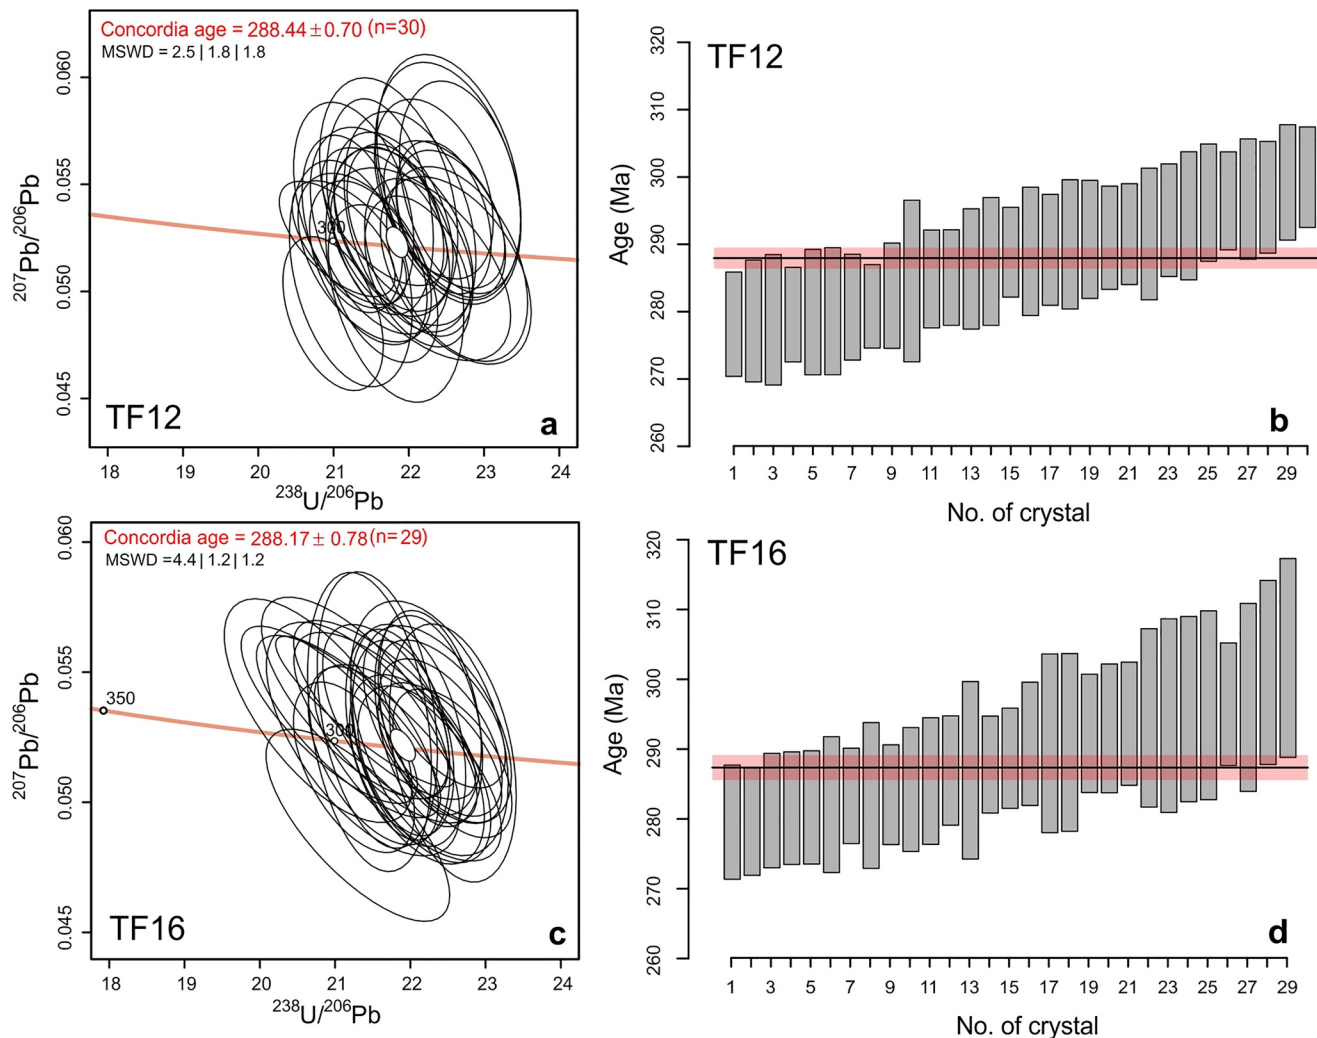 Concordia age = 288.44 ± 0.70 (n=30)
MSWD = 2.5 | 1.8 | 1.8
0.060
0.055
0.050
0.045
²⁰⁷Pb/²⁰⁶Pb
300
TF12
a
18 19 20 21 22 23 24
²³⁸U/²⁰⁶Pb
TF12
320
310
300
290
280
270
260
Age (Ma)
b
1 3 5 7 9 11 13 15 17 19 21 23 25 27 29
No. of crystal
Concordia age = 288.17 ± 0.78 (n=29)
MSWD =4.4 | 1.2 | 1.2
0.060
0.055
0.050
0.045
²⁰⁷Pb/²⁰⁶Pb
350
300
TF16
c
18 19 20 21 22 23 24
²³⁸U/²⁰⁶Pb
TF16
320
310
300
290
280
270
260
Age (Ma)
d
1 3 5 7 9 11 13 15 17 19 21 23 25 27 29
No. of crystal